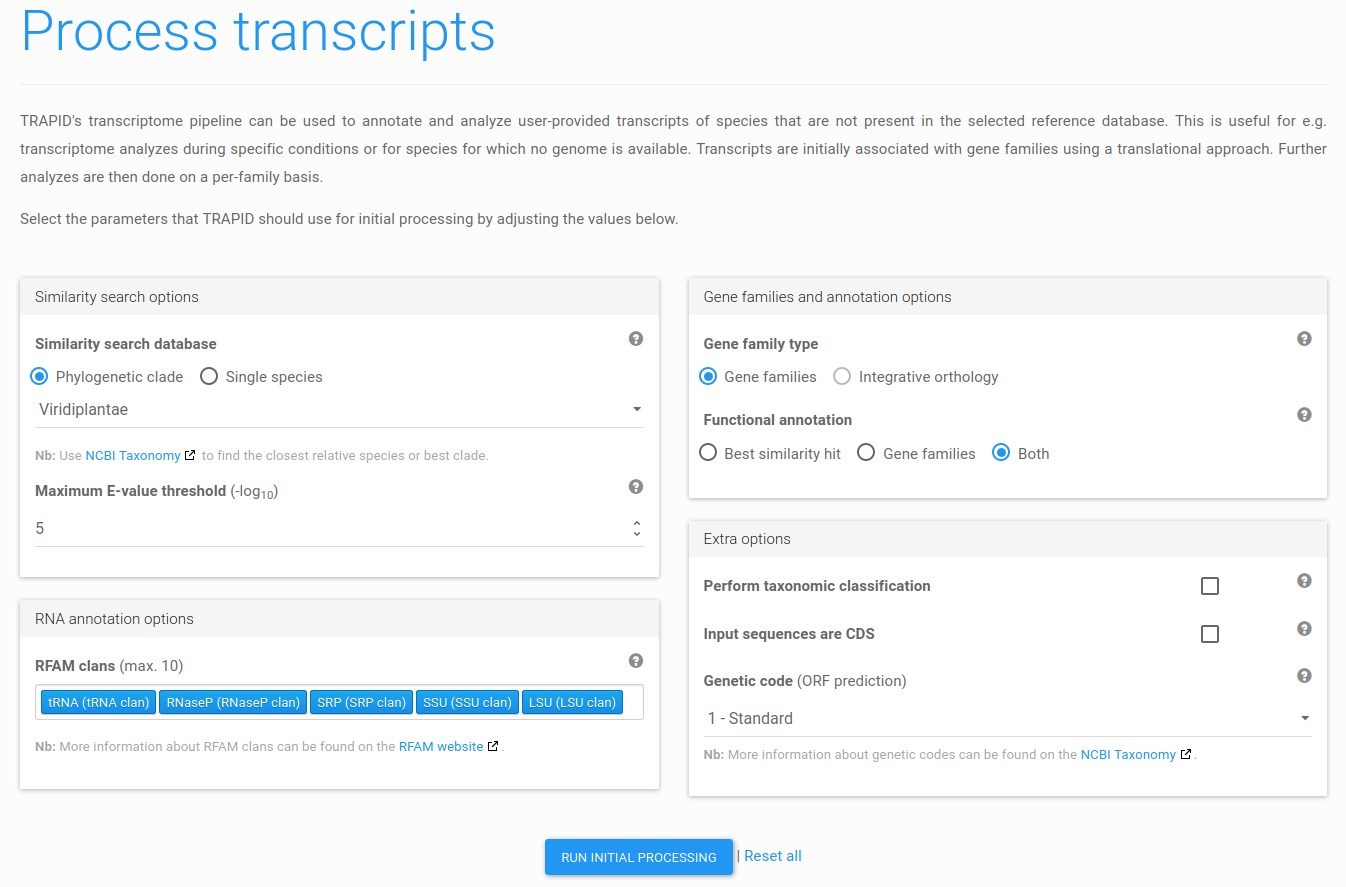 Process transcripts
TRAPID's transcriptome pipeline can be used to annotate and analyze user-provided transcripts of species that are not present in the selected reference database. This is useful for e.g.
transcriptome analyzes during specific conditions or for species for which no genome is available. Transcripts are initially associated with gene families using a translational approach. Further
analyzes are then done on a per-family basis.
Select the parameters that TRAPID should use for initial processing by adjusting the values below.
Similarity search options
Similarity search database
Phylogenetic clade Single species
Viridiplantae
Nb: Use NCBI Taxonomy to find the closest relative species or best clade.
Maximum E-value threshold (-log10)
5
RNA annotation options
RFAM clans (max. 10)
tRNA (tRNA clan) RNaseP (RNaseP clan) SRP (SRP clan) SSU (SSU clan) LSU (LSU clan)
Nb: More information about RFAM clans can be found on the RFAM website .
Gene families and annotation options
Gene family type
Gene families Integrative orthology
Functional annotation
Best similarity hit Gene families Both
Extra options
Perform taxonomic classification
Input sequences are CDS
Genetic code (ORF prediction)
1 - Standard
Nb: More information about genetic codes can be found on the NCBI Taxonomy .
RUN INITIAL PROCESSING | Reset all